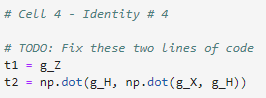 # Cell 4 - Identity # 4
# TODO: Fix these two lines of code
t1 = g_Z
t2 = np.dot(g_H, np.dot(g_X, g_H))